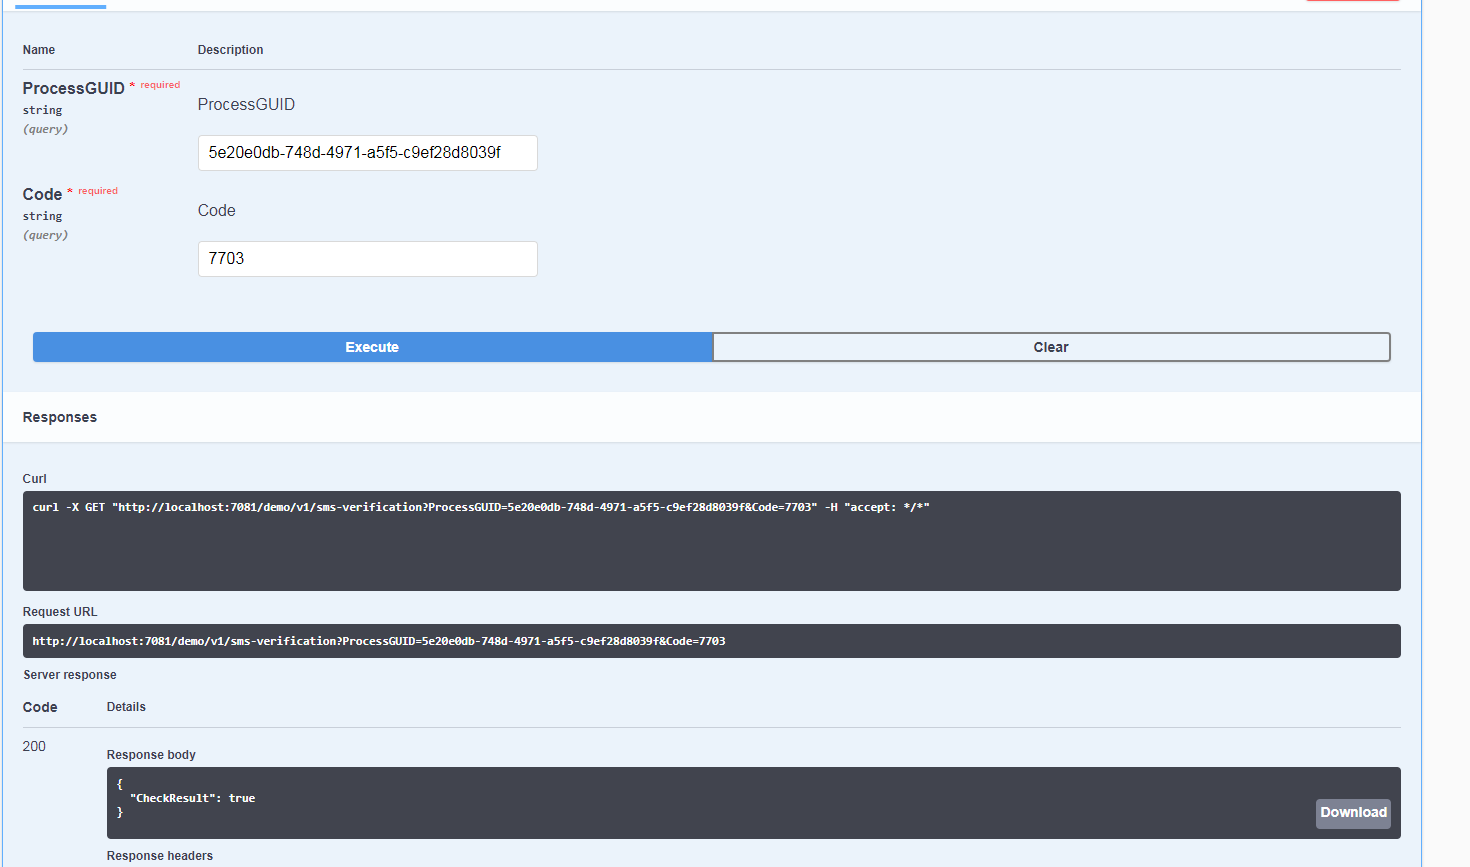 Name Description
ProcessGUID * required
string
(query)
ProcessGUID
5e20e0db-748d-4971-a5f5-c9ef28d8039f
Code * required
string
(query)
Code
7703
Execute Clear
Responses
Curl
curl -X GET "http://localhost:7081/demo/v1/sms-verification?ProcessGUID=5e20e0db-748d-4971-a5f5-c9ef28d8039f&Code=7703" -H "accept: */*"
Request URL
http://localhost:7081/demo/v1/sms-verification?ProcessGUID=5e20e0db-748d-4971-a5f5-c9ef28d8039f&Code=7703
Server response
Code Details
200
Response body
{
  "CheckResult": true
}
Download
Response headers